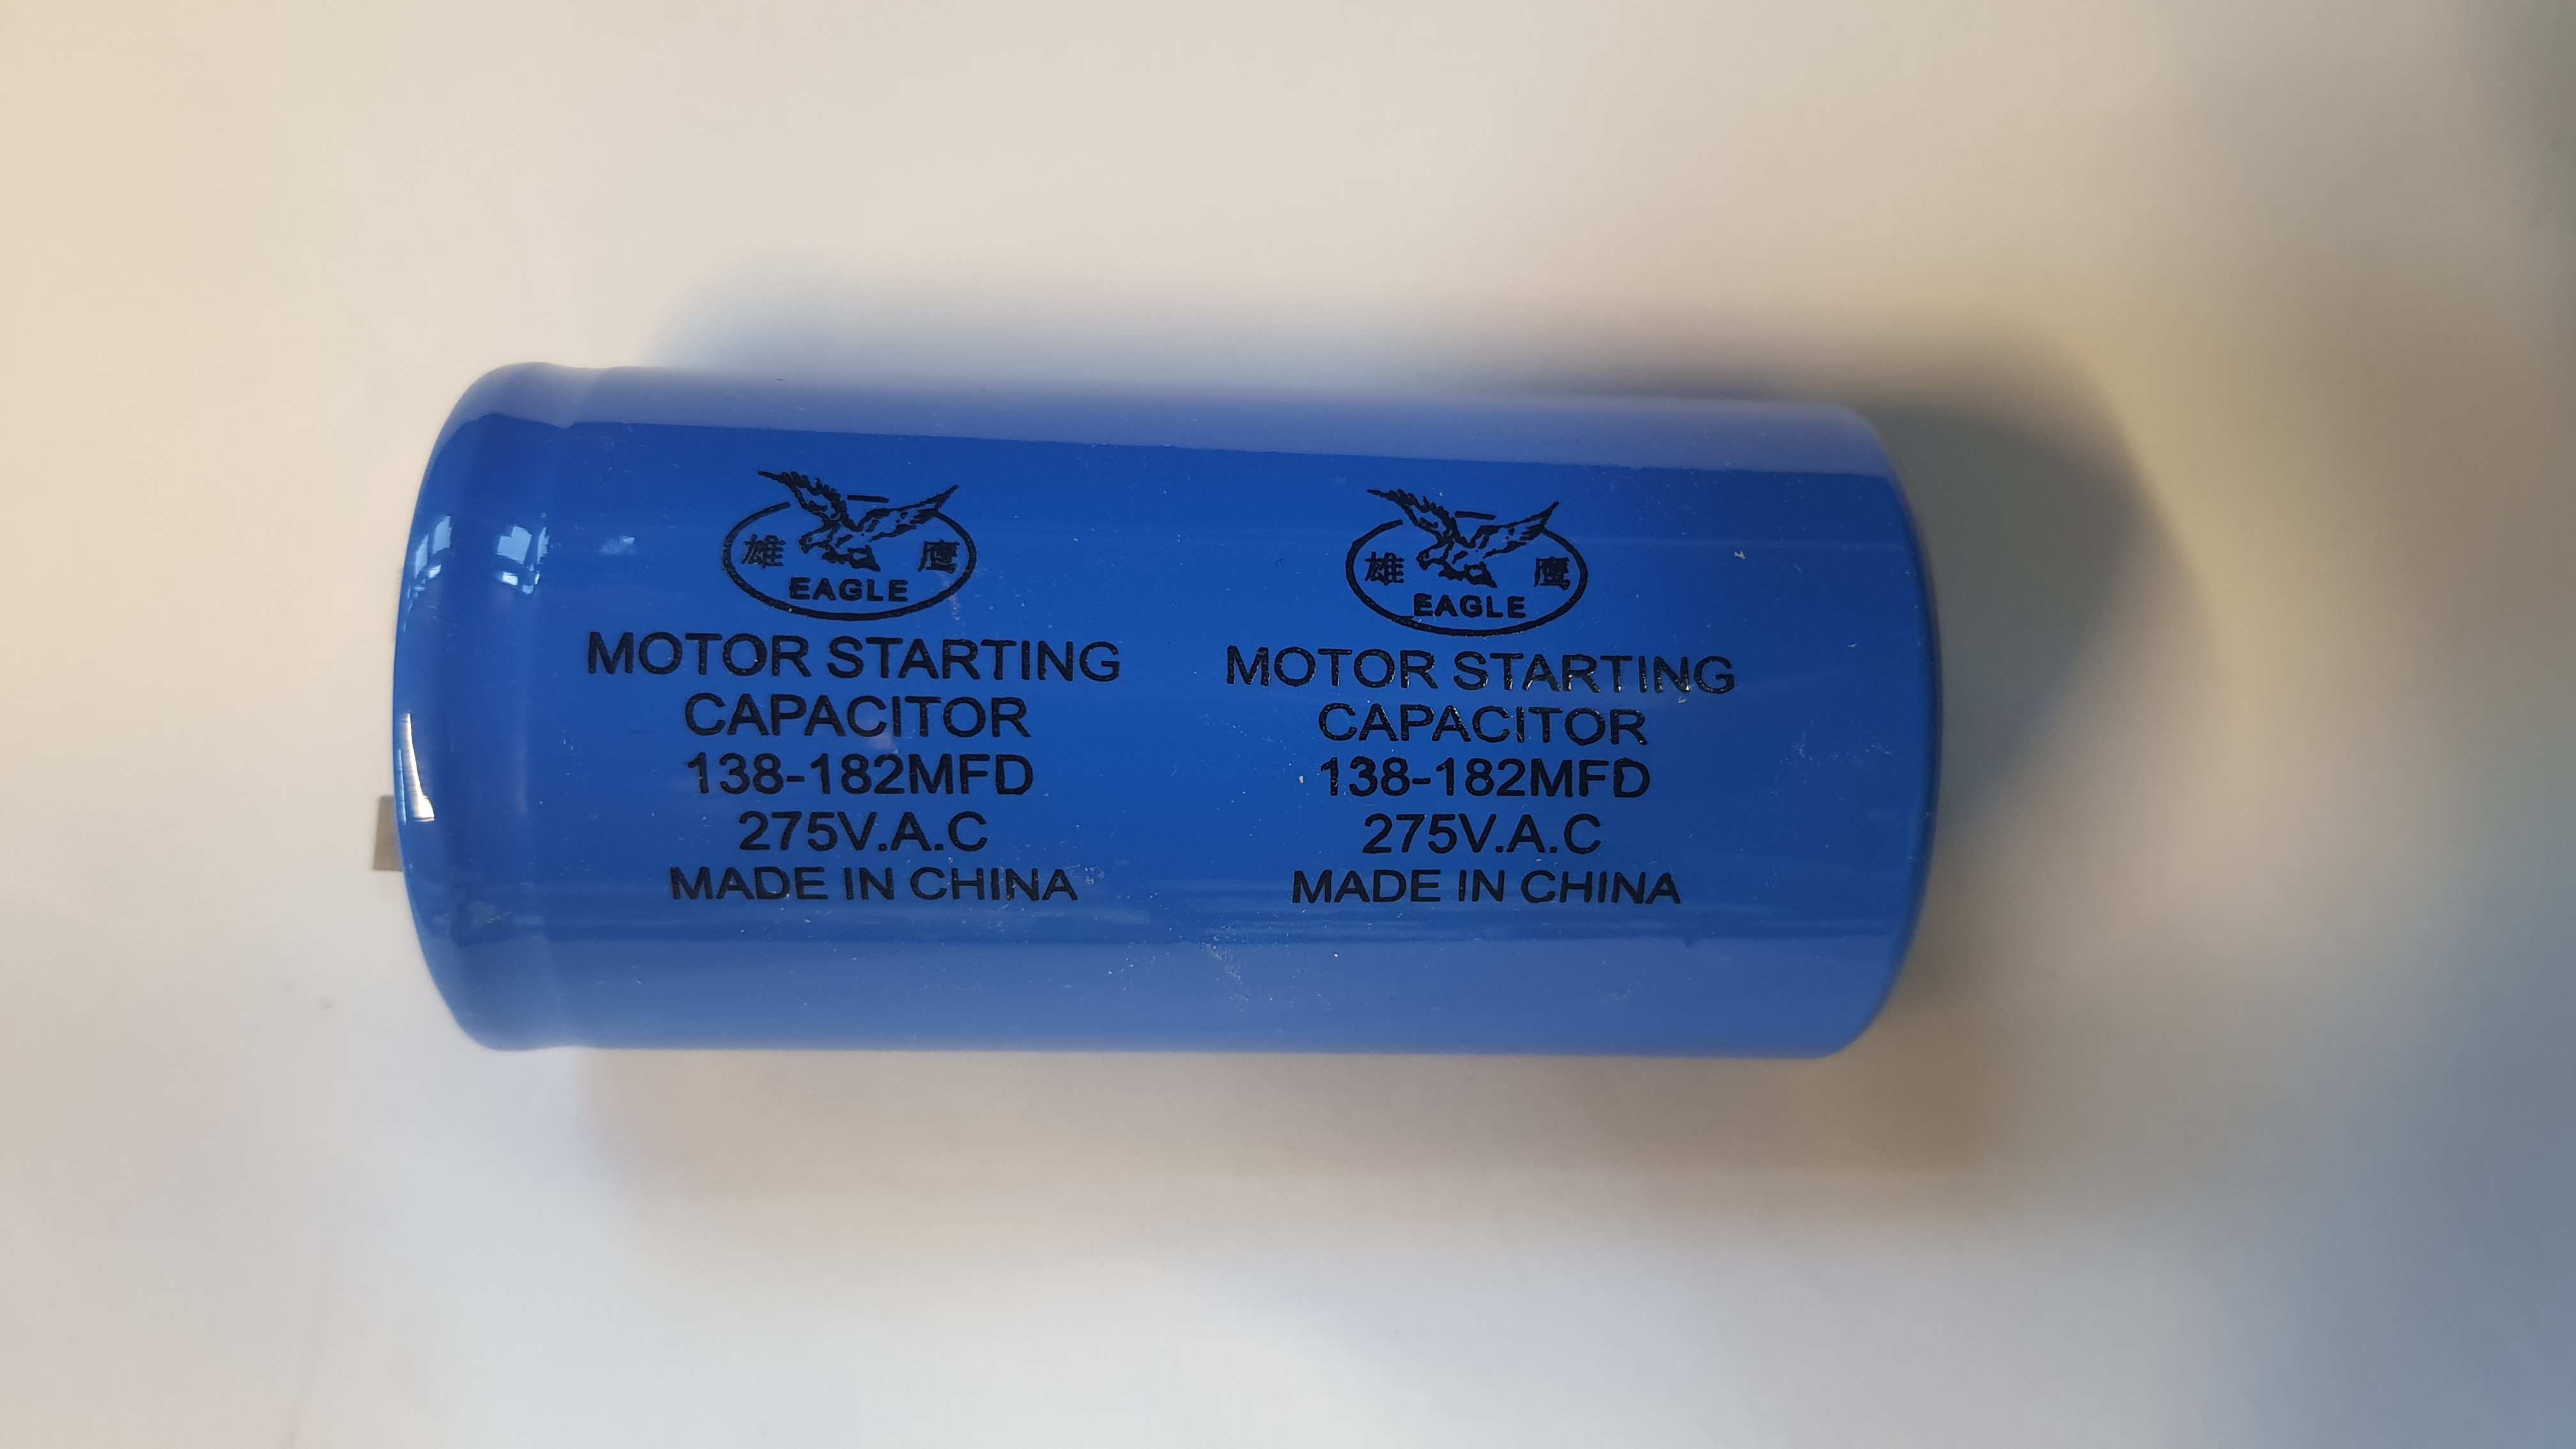 雄 鹰
EAGLE
MOTOR STARTING
CAPACITOR
138-182MFD
275V.A.C
MADE IN CHINA
雄 鹰
EAGLE
MOTOR STARTING
CAPACITOR
138-182MFD
275V.A.C
MADE IN CHINA